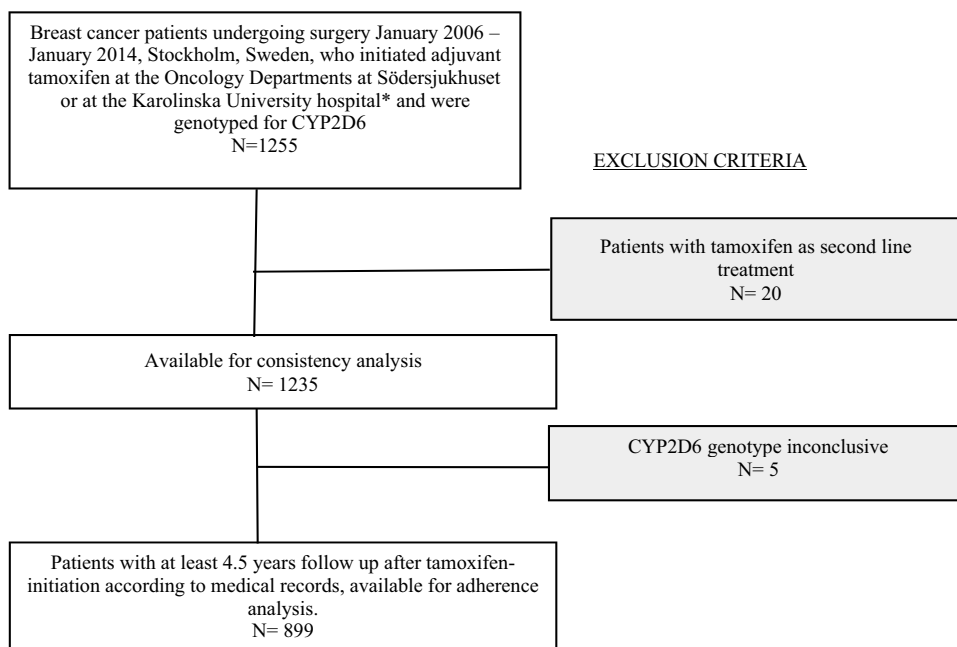 Breast cancer patients undergoing surgery January 2006 –
January 2014, Stockholm, Sweden, who initiated adjuvant
tamoxifen at the Oncology Departments at Södersjukhuset
or at the Karolinska University hospital* and were
genotyped for CYP2D6
N=1255
EXCLUSION CRITERIA
Patients with tamoxifen as second line
treatment
N= 20
Available for consistency analysis
N= 1235
CYP2D6 genotype inconclusive
N= 5
Patients with at least 4.5 years follow up after tamoxifen-
initiation according to medical records, available for adherence
analysis.
N= 899